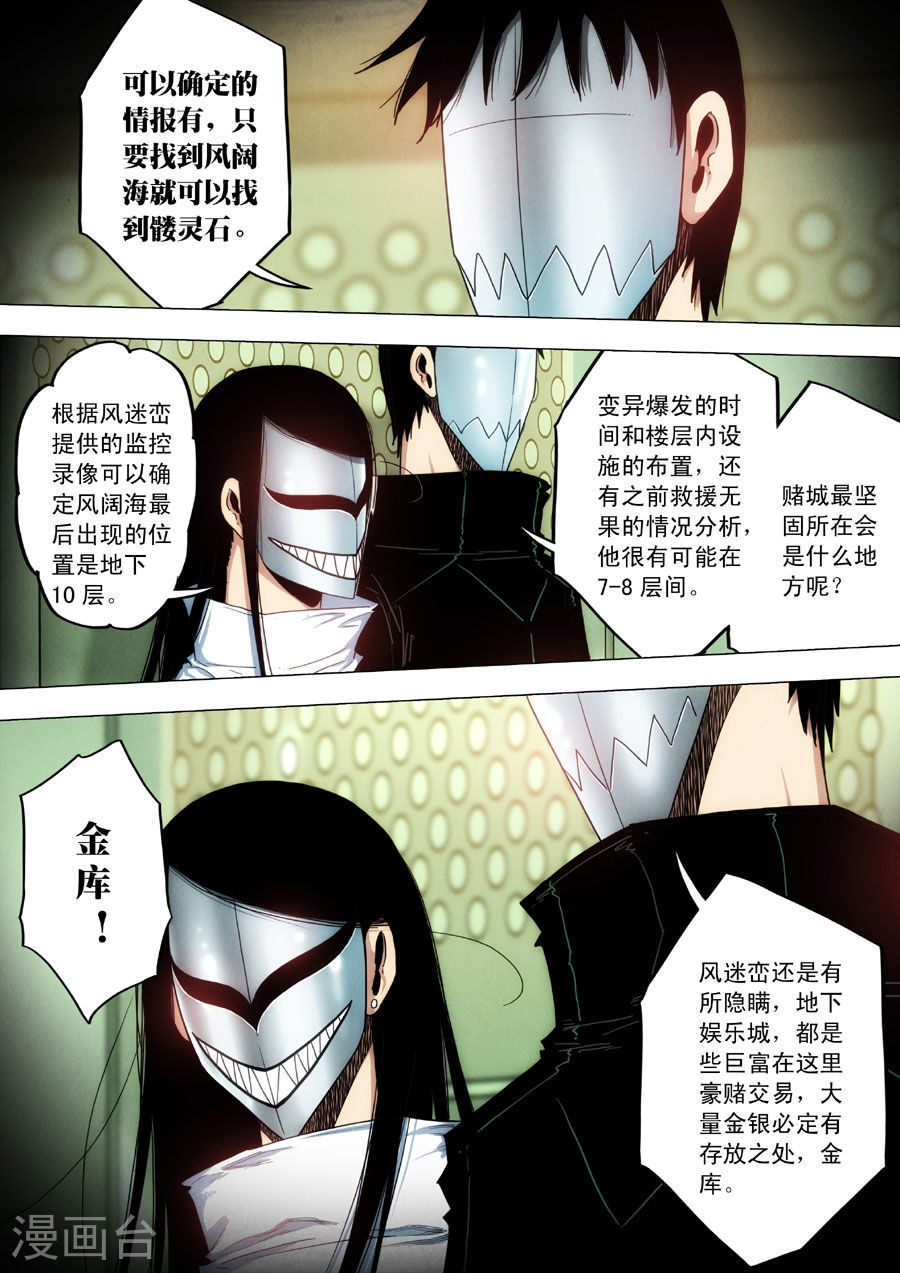 可以确定的
情报有，只
要找到风阔
海就可以找
到髅灵石。
根据风迷峦
提供的监控
录像可以确
定风阔海最
后出现的位
置是地下
10层。
变异爆发的时
间和楼层内设
施的布置，还
有之前救援无
果的情况分析，
他很有可能在
7-8层间。
赌城最坚
固所在会
是什么地
方呢？
金库！
风迷峦还是有
所隐瞒，地下
娱乐城，都是
些巨富在这里
豪赌交易，大
量金银必定有
存放之处，金
库。
漫画台